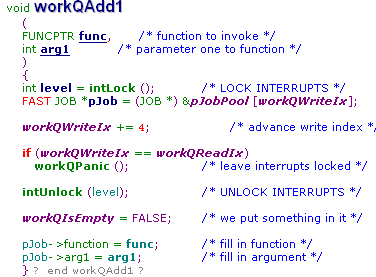 void workQAdd1
(
FUNCPTR func, /* function to invoke */
int arg1 /* parameter one to function */
)
{
int level = intLock (); /* LOCK INTERRUPTS */
FAST JOB *pJob = (JOB *) &pJobPool [workQWriteIx];
workQWriteIx += 4; /* advance write index */
if (workQWriteIx == workQReadIx)
workQPanic (); /* leave interrupts locked */
intUnlock (level); /* UNLOCK INTERRUPTS */
workQIsEmpty = FALSE; /* we put something in it */
pJob->function = func; /* fill in function */
pJob->arg1 = arg1; /* fill in argument */
} ? end workQAdd1 ?